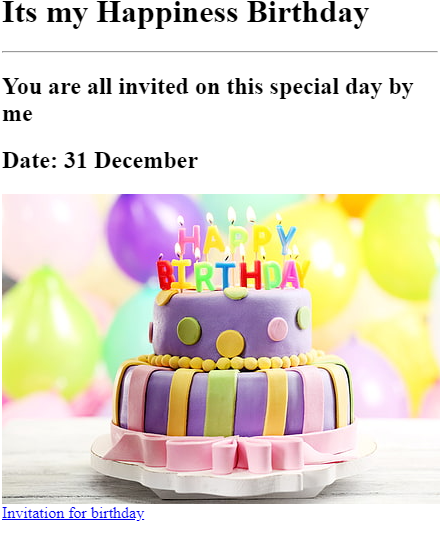 Its my Happiness Birthday
You are all invited on this special day by
me
Date: 31 December
HAPPY
BIRTHDAY
Invitation for birthday